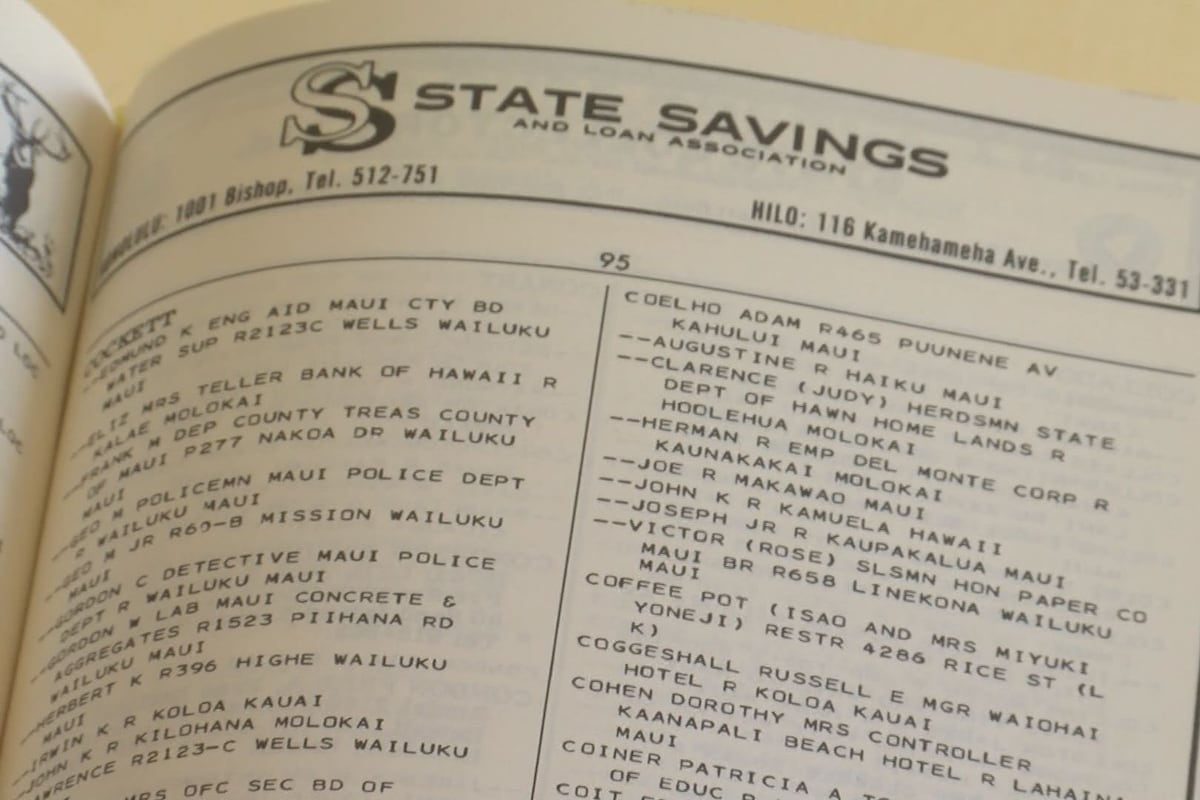 S STATE SAVINGS
AND LOAN ASSOCIATION
HONOLULU: 1001 Bishop, Tel. 512-751
HILO: 116 Kamehameha Ave., Tel. 53-331
95
COCKETT
--EDMUND K ENG AID MAUI CTY BD
WATER SUP R2123C WELLS WAILUKU
MAUI
--ELIZ MRS TELLER BANK OF HAWAII R
KALAE MOLOKAI
--FRANK M DEP COUNTY TREAS COUNTY
OF MAUI P277 NAKOA DR WAILUKU
MAUI
--GEO M POLICEMN MAUI POLICE DEPT
R WAILUKU MAUI
--GEO M JR R60-B MISSION WAILUKU
MAUI
--GORDON C DETECTIVE MAUI POLICE
DEPT R WAILUKU MAUI
--GORDON W LAB MAUI CONCRETE &
AGGREGATES R1523 PIIHANA RD
WAILUKU MAUI
--HERBERT K R396 HIGHE WAILUKU
MAUI
--IRWIN K R KOLOA KAUAI
--JOHN K R KILOHANA MOLOKAI
LAWRENCE R2123-C WELLS WAILUKU
MRS OFC SEC BD OF
COELHO ADAM R465 PUUNENE AV
KAHULUI MAUI
--AUGUSTINE R HAIKU MAUI
--CLARENCE (JUDY) HERDSMN STATE
DEPT OF HAWN HOME LANDS R
HOOLEHUA MOLOKAI
--HERMAN R EMP DEL MONTE CORP R
KAUNAKAKAI MOLOKAI
--JOE R MAKAWAO MAUI
--JOHN K R KAMUELA HAWAII
--JOSEPH JR R KAUPAKALUA MAUI
--VICTOR (ROSE) SLSMN HON PAPER CO
MAUI BR R658 LINEKONA WAILUKU
MAUI
COFFEE POT (ISAO AND MRS MIYUKI
YONEJI) RESTR 4286 RICE ST (L
K)
COGGESHALL RUSSELL E MGR WAIOHAI
HOTEL R KOLOA KAUAI
COHEN DOROTHY MRS CONTROLLER
KAANAPALI BEACH HOTEL R LAHAINA
MAUI
COINER PATRICIA A
OF EDUC R
COIT